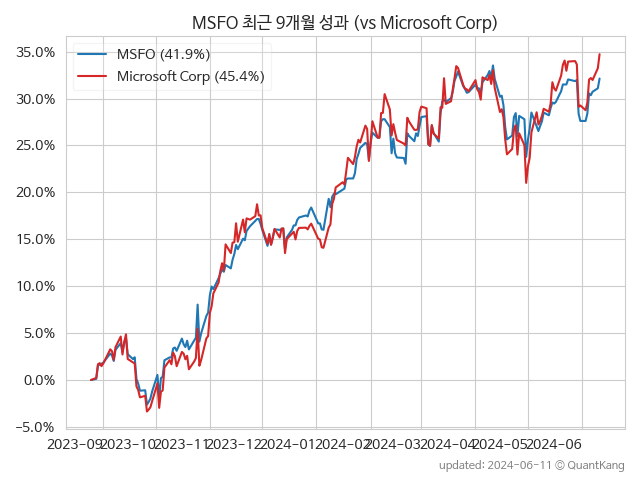 MSFO 최근 9개월 성과 (vs Microsoft Corp)
MSFO (41.9%)
Microsoft Corp (45.4%)
35.0%
30.0%
25.0%
20.0%
15.0%
10.0%
5.0%
0.0%
-5.0%
2023-09 2023-10 2023-11 2023-12 2024-01 2024-02 2024-03 2024-04 2024-05 2024-06
updated: 2024-06-11 © QuantKang